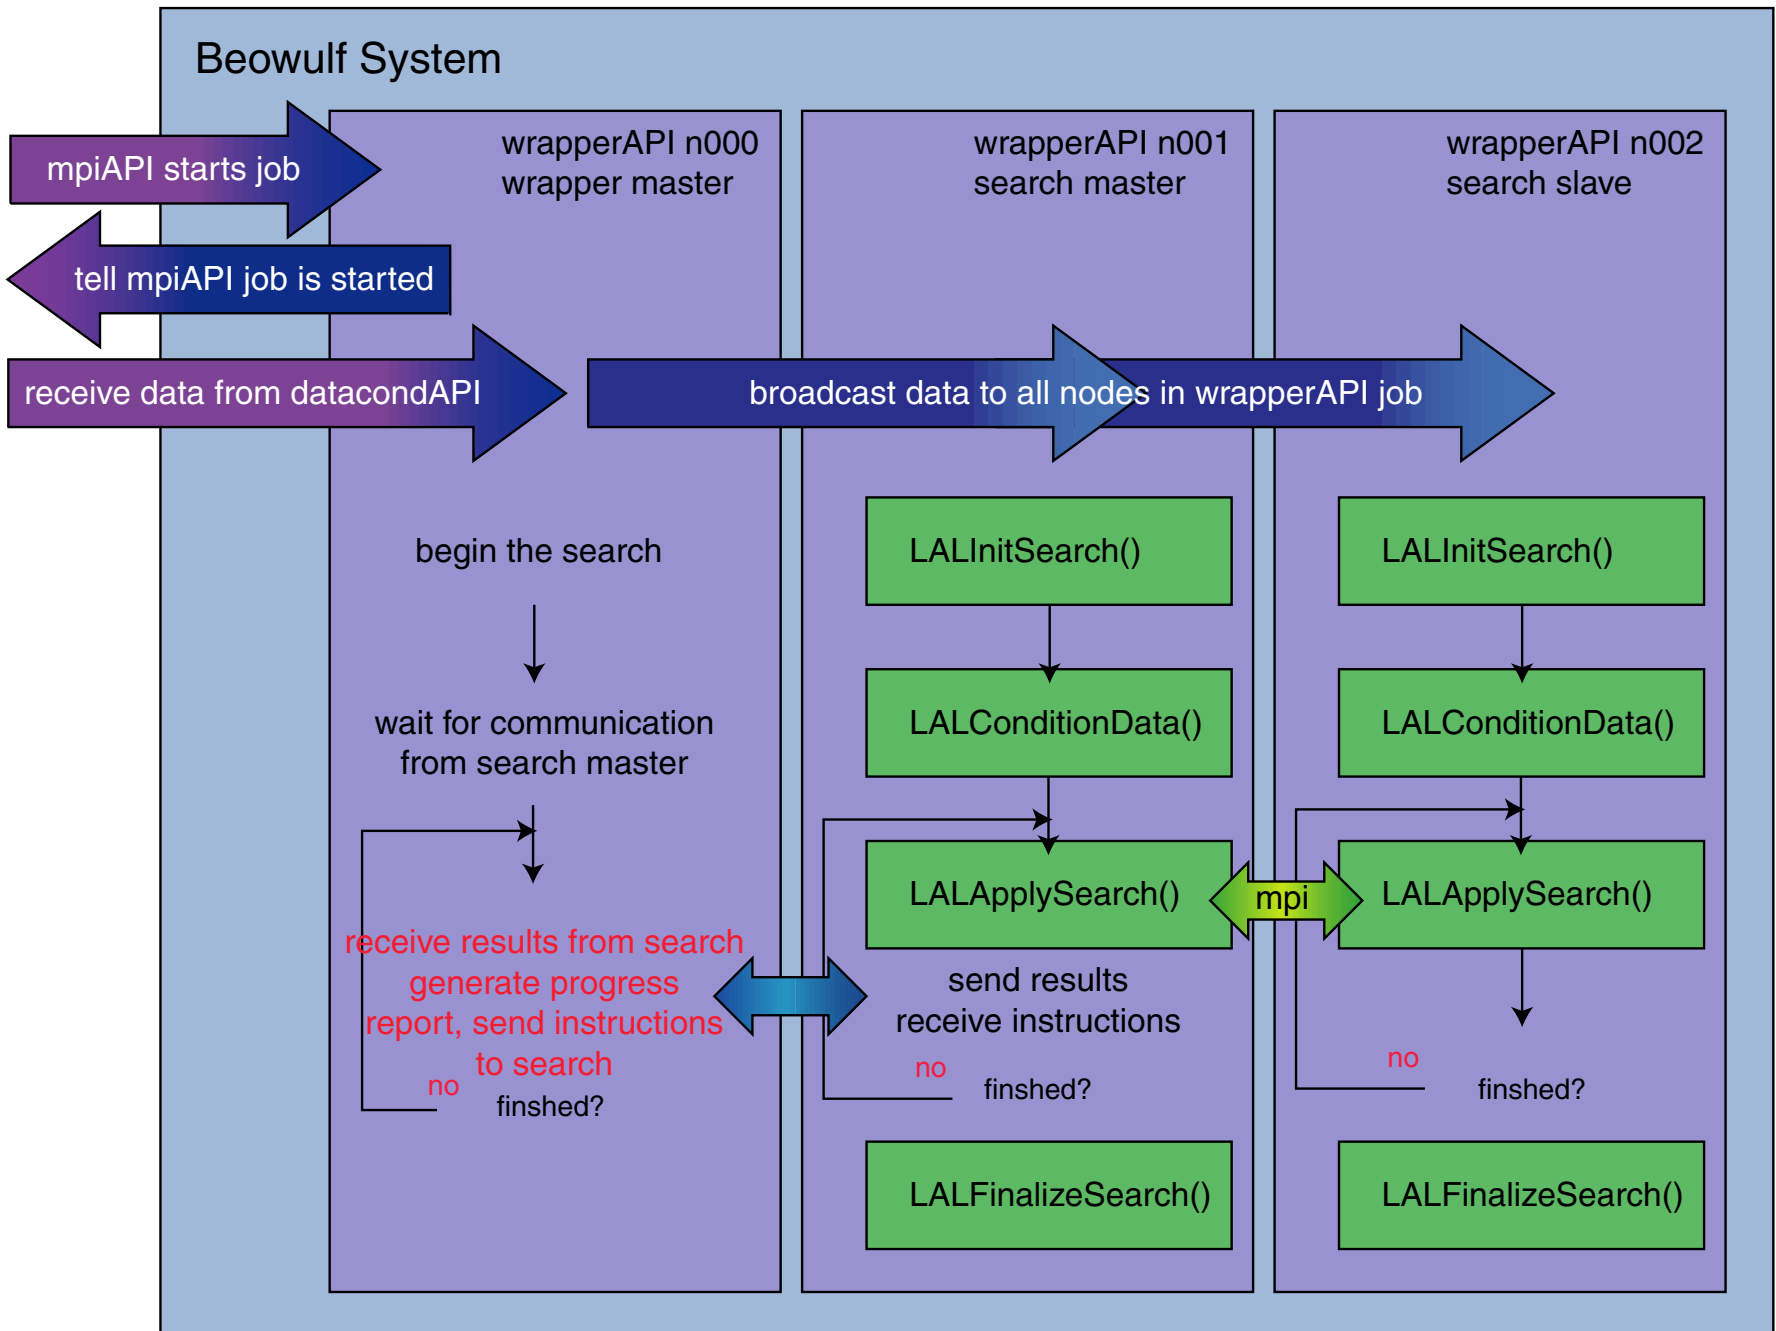 Beowulf System
mpiAPI starts job
tell mpiAPI job is started
receive data from datacondAPI
broadcast data to all nodes in wrapperAPI job
wrapperAPI n000
wrapper master
begin the search
wait for communication
from search master
receive results from search
generate progress
report, send instructions
to search
no
finshed?
wrapperAPI n001
search master
LALInitSearch()
LALConditionData()
LALApplySearch()
mpi
send results
receive instructions
no
finshed?
LALFinalizeSearch()
wrapperAPI n002
search slave
LALInitSearch()
LALConditionData()
LALApplySearch()
no
finshed?
LALFinalizeSearch()